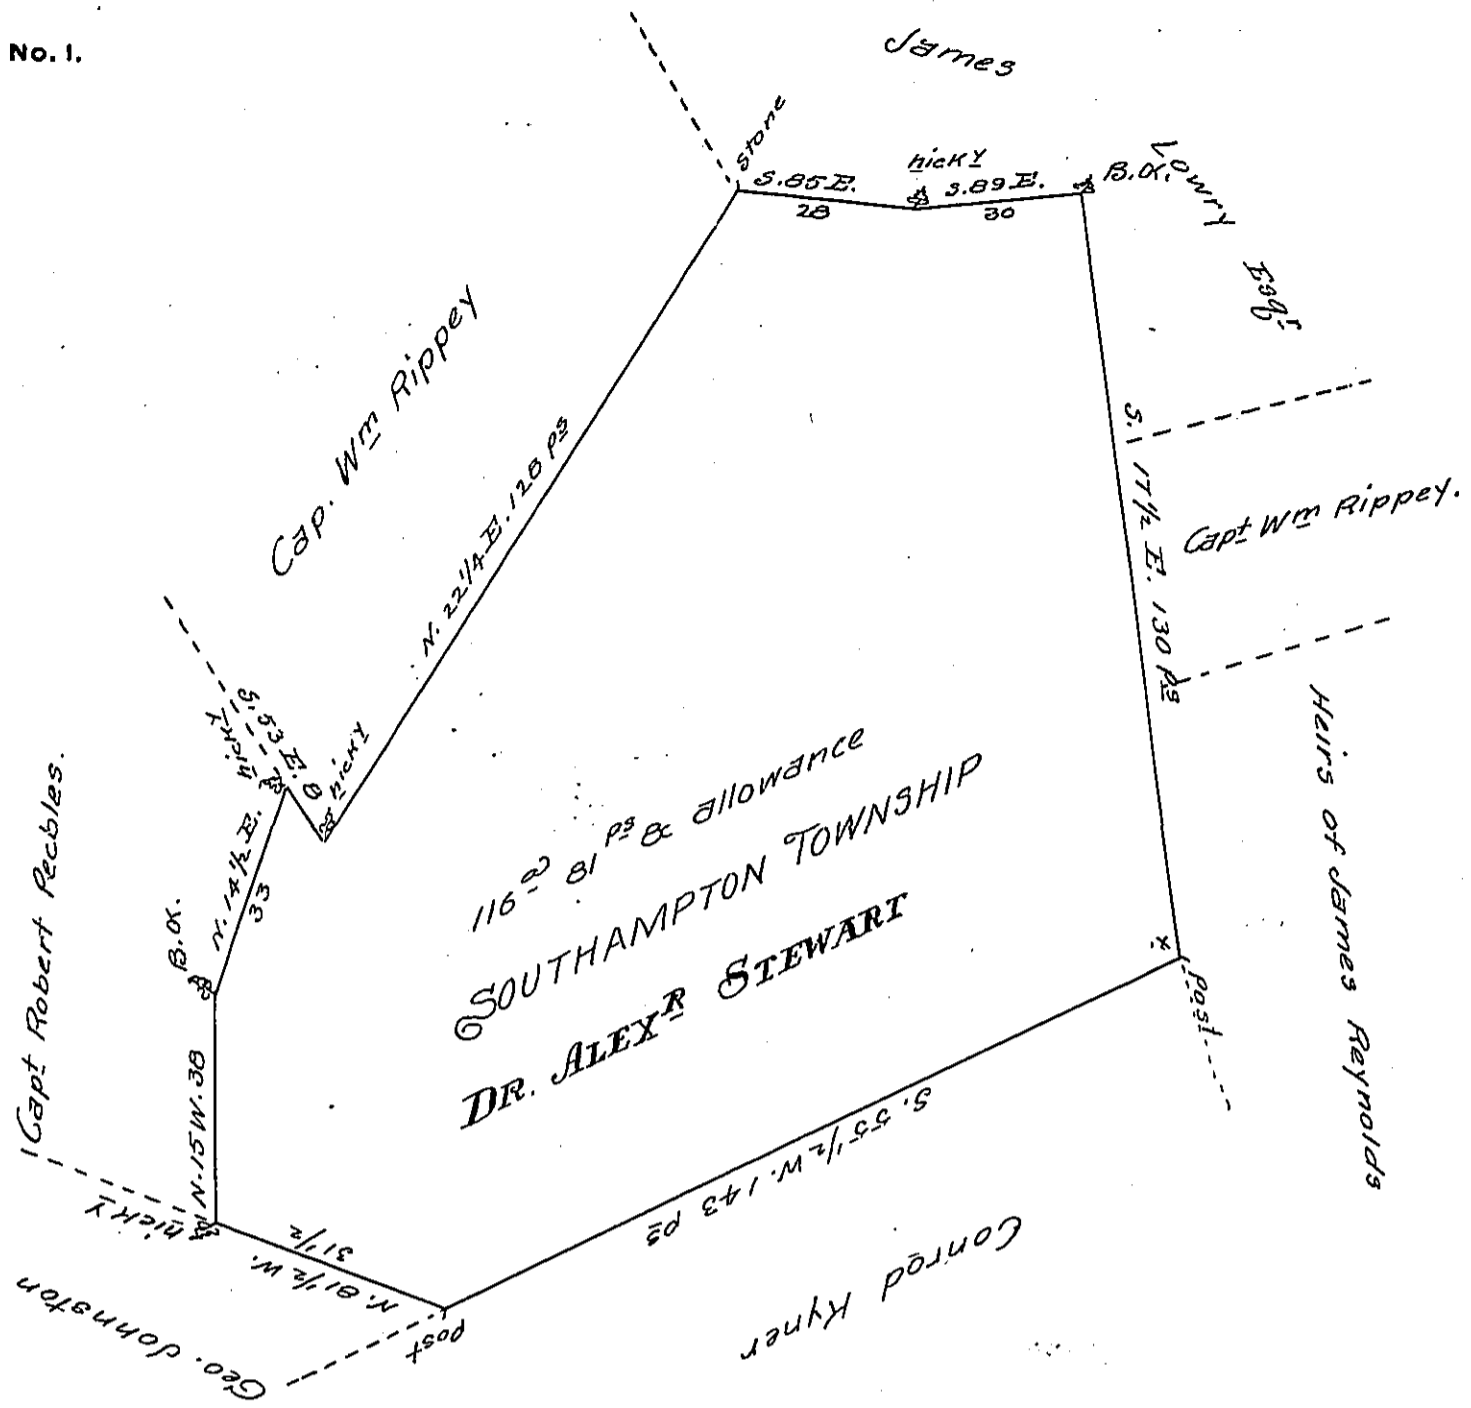 No. 1.
James
Lowry
Esqr
stone
S. 85 E.
28
hicky
S. 89 E.
30
B.O.
Cap. Wm Rippey
N. 22 1/4 E. 128 ps
S. 17 1/2 E. 130 ps
Capt Wm Rippey.
hicky
S. 53 E. 8
hicky
N. 14 1/2 E.
33
B.O.
Capt Robert Peebles.
N. 15 W. 38
hicky
116a 81 ps & allowance
SOUTHAMPTON TOWNSHIP
DR. ALEXR STEWART
Heirs of James Reynolds
x
Post
S. 55 1/2 W. 143 ps
Conrod Kyner
31 1/2
N. 81 1/2 W.
post
Geo. Johnston